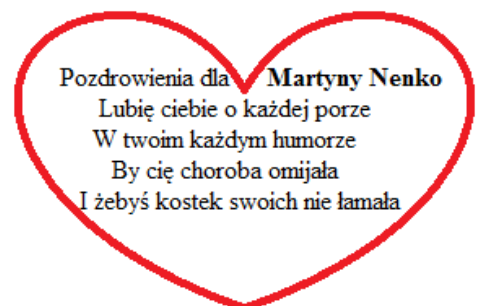 Pozdrowienia dla Martyny Nenko
Lubię ciebie o każdej porze
W twoim każdym humorze
By cię choroba omijała
I żebyś kostek swoich nie łamała